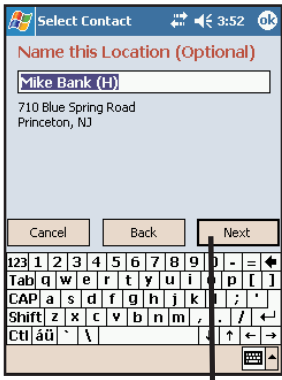 Select Contact 3:52 ok
Name this Location (Optional)
Mike Bank (H)
710 Blue Spring Road
Princeton, NJ
Cancel Back Next
123 1 2 3 4 5 6 7 8 9 0 - =
Tab q w e r t y u i o p [ ]
CAP a s d f g h j k l ; '
Shift z x c v b n m , . /
Ctl áü ` \